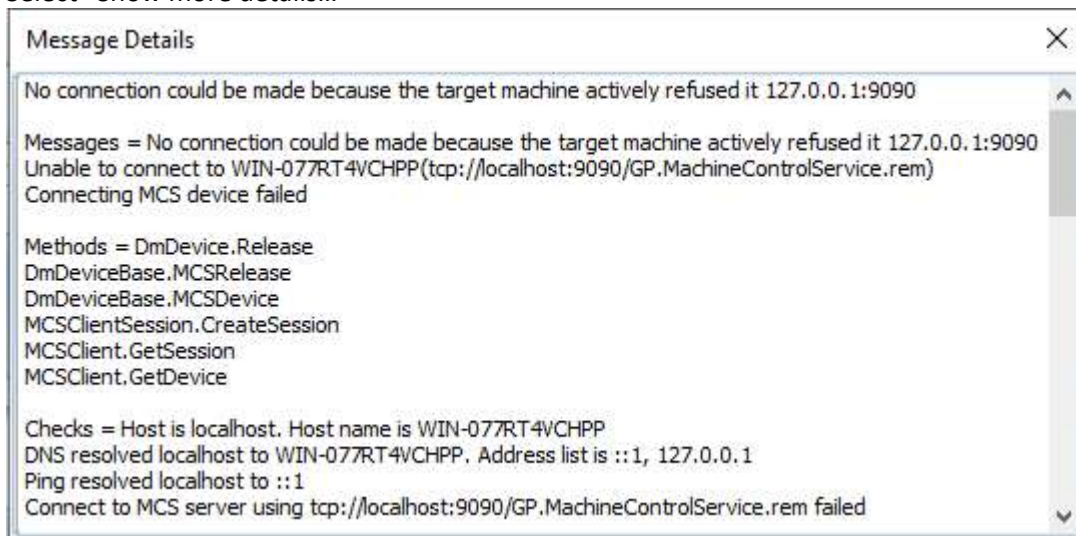 Message Details
No connection could be made because the target machine actively refused it 127.0.0.1:9090
Messages = No connection could be made because the target machine actively refused it 127.0.0.1:9090
Unable to connect to WIN-077RT4VCHPP(tcp://localhost:9090/GP.MachineControlService.rem)
Connecting MCS device failed
Methods = DmDevice.Release
DmDeviceBase.MCSRelease
DmDeviceBase.MCSDevice
MCSClientSession.CreateSession
MCSClient.GetSession
MCSClient.GetDevice
Checks = Host is localhost. Host name is WIN-077RT4VCHPP
DNS resolved localhost to WIN-077RT4VCHPP. Address list is ::1, 127.0.0.1
Ping resolved localhost to ::1
Connect to MCS server using tcp://localhost:9090/GP.MachineControlService.rem failed